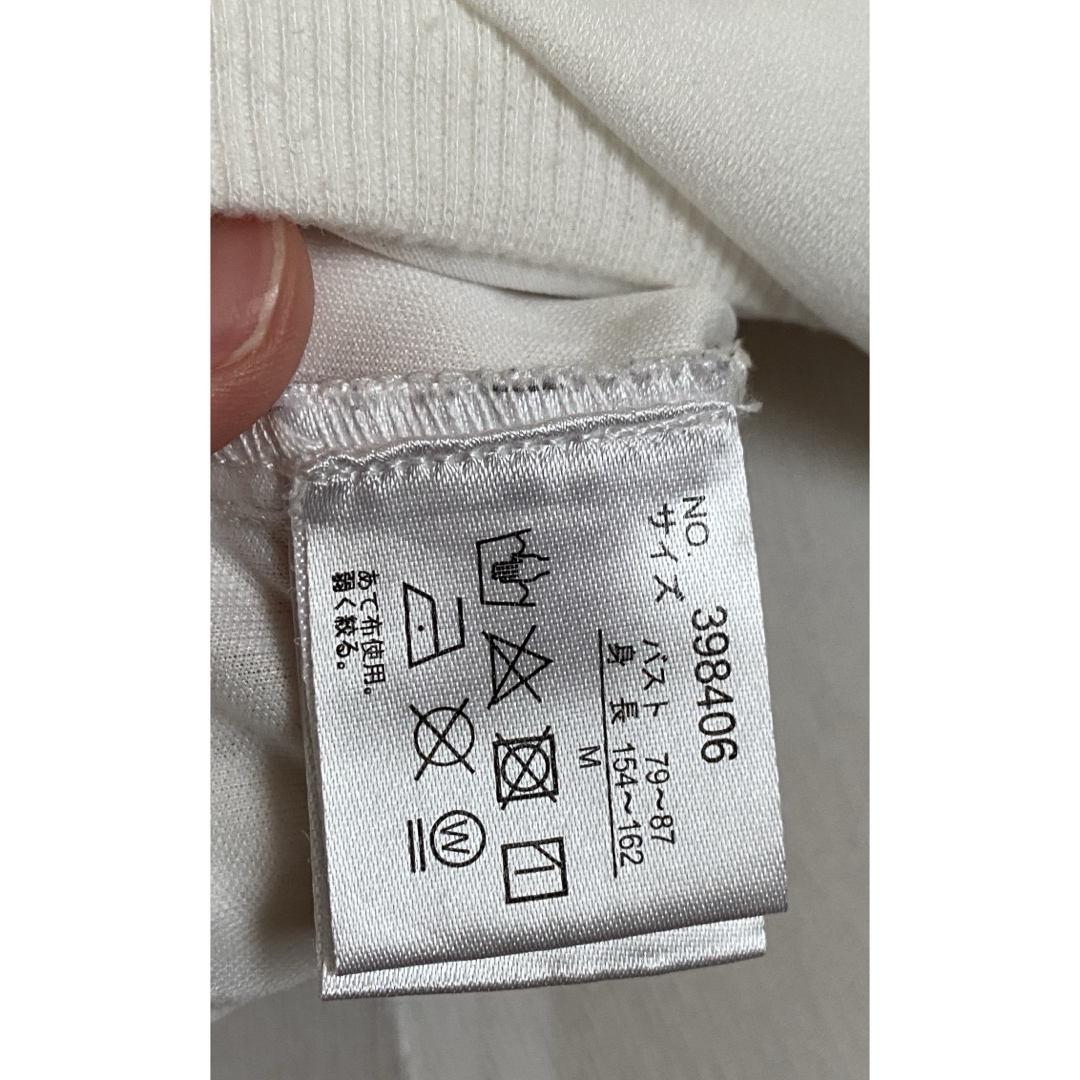 NO. 398406
サイズ
バスト 79～87
身長 154～162
M
W
あて布使用。
弱く絞る。